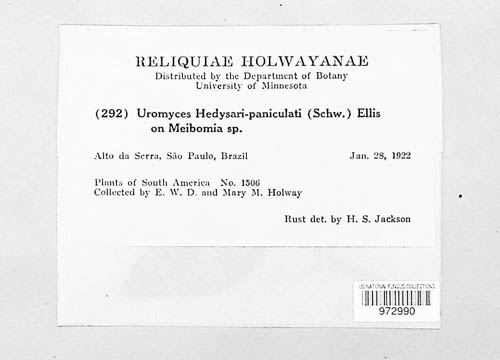 RELIQUIAE HOLWAYANAE
Distributed by the Department of Botany
University of Minnesota
(292) Uromyces Hedysari-paniculati (Schw.) Ellis
on Meibomia sp.
Alto da Serra, São Paulo, Brazil Jan. 28, 1922
Plants of South America No. 1506
Collected by E. W. D. and Mary M. Holway
Rust det. by H. S. Jackson
US NATIONAL FUNGUS COLLECTIONS
972990